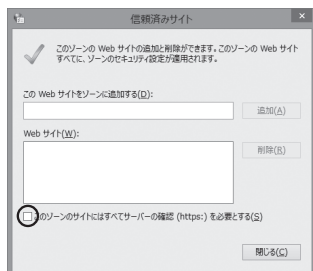 信頼済みサイト
このゾーンの Web サイトの追加と削除ができます。このゾーンの Web サイト
すべてに、ゾーンのセキュリティ設定が適用されます。
この Web サイトをゾーンに追加する(D):
追加(A)
Web サイト(W):
削除(R)
このゾーンのサイトにはすべてサーバーの確認 (https:) を必要とする(S)
閉じる(C)